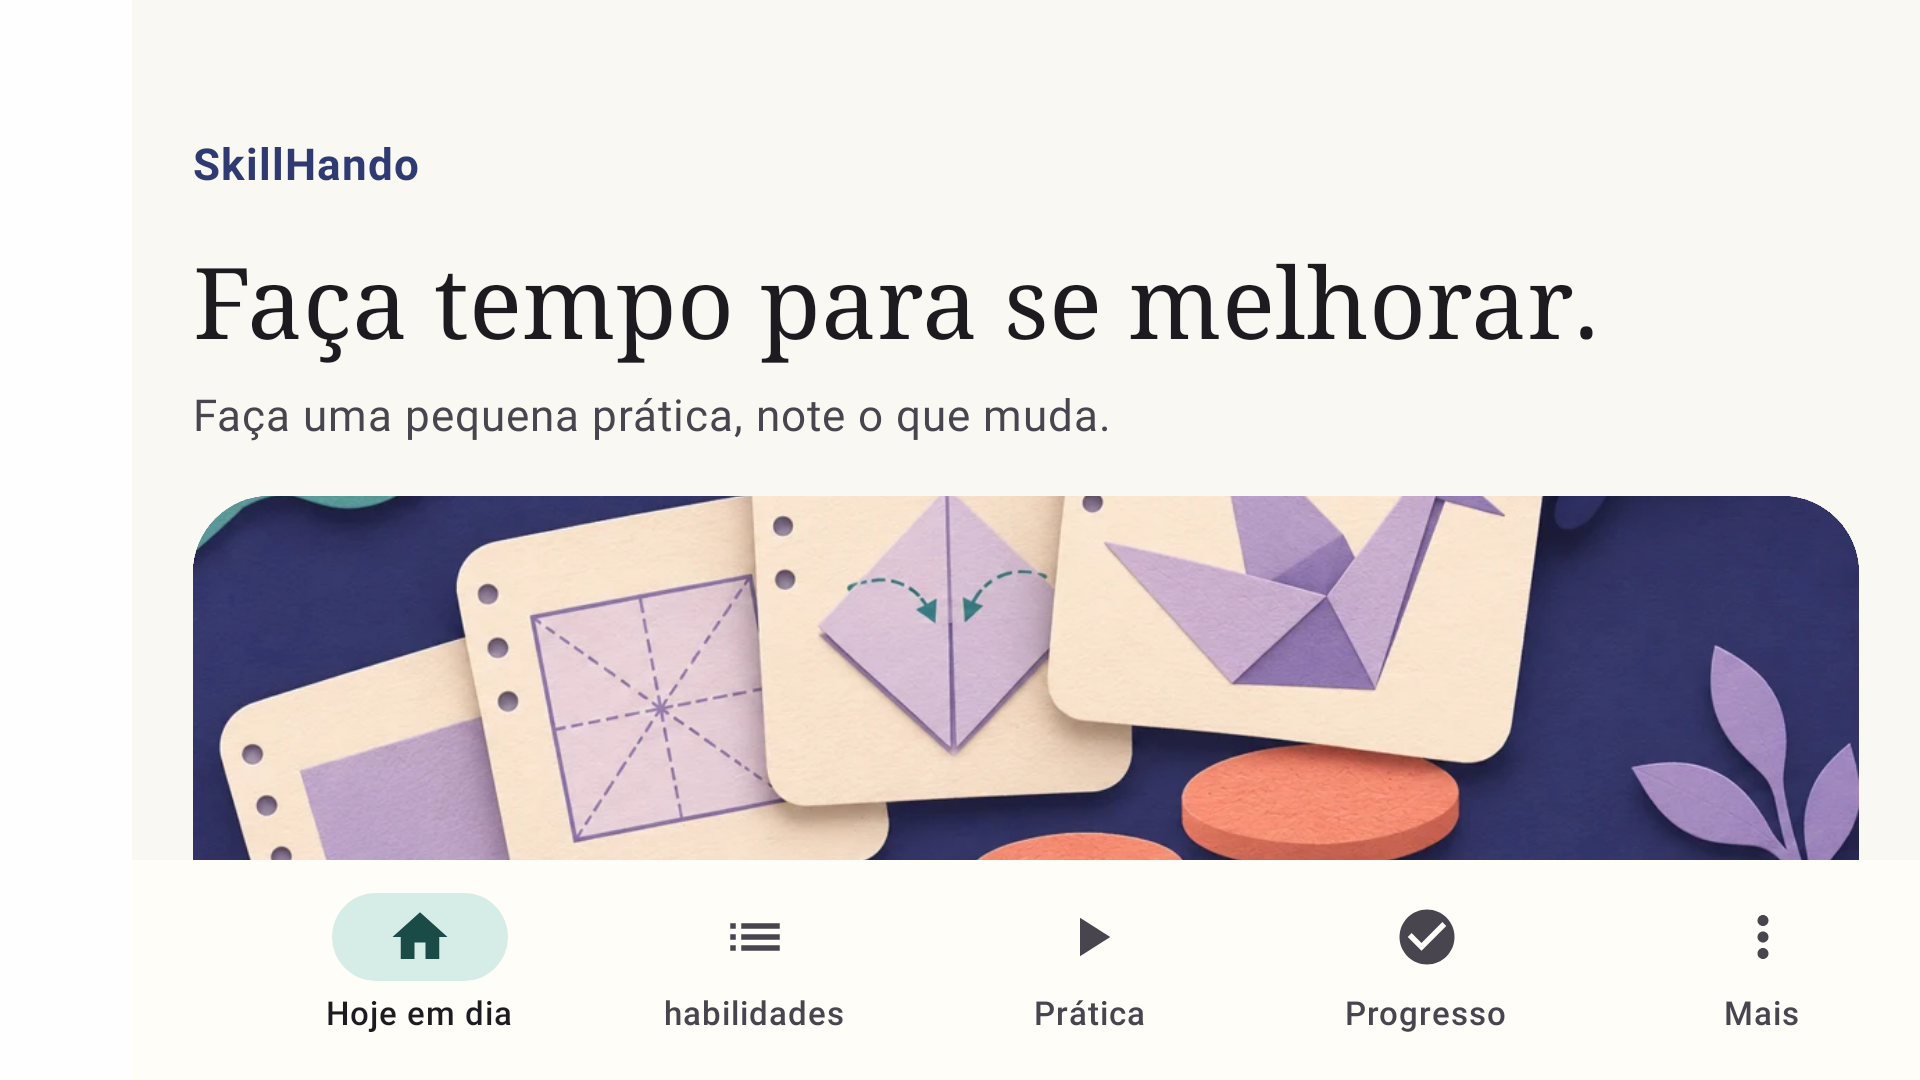 SkillHando
Faça tempo para se melhorar.
Faça uma pequena prática, note o que muda.
Hoje em dia
habilidades
Prática
Progresso
Mais